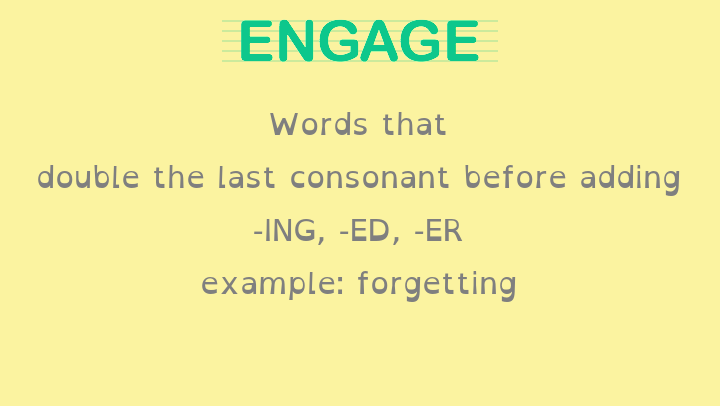 ENGAGE
Words that
double the last consonant before adding
-ING, -ED, -ER
example: forgetting